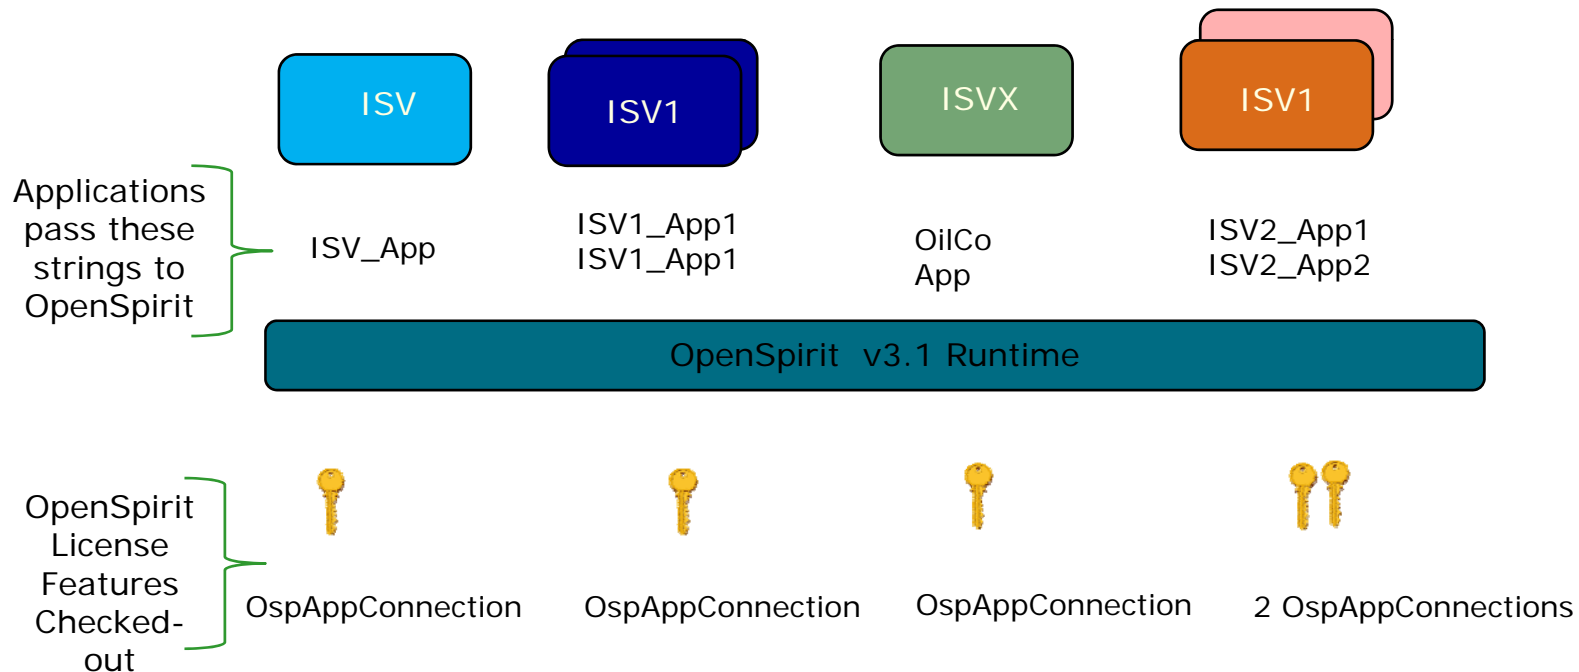 ISV
ISV1
ISVX
ISV1
Applications
pass these
strings to
OpenSpirit
ISV_App
ISV1_App1
ISV1_App1
OilCo
App
ISV2_App1
ISV2_App2
OpenSpirit v3.1 Runtime
OpenSpirit
License
Features
Checked-
out
OspAppConnection
OspAppConnection
OspAppConnection
2 OspAppConnections